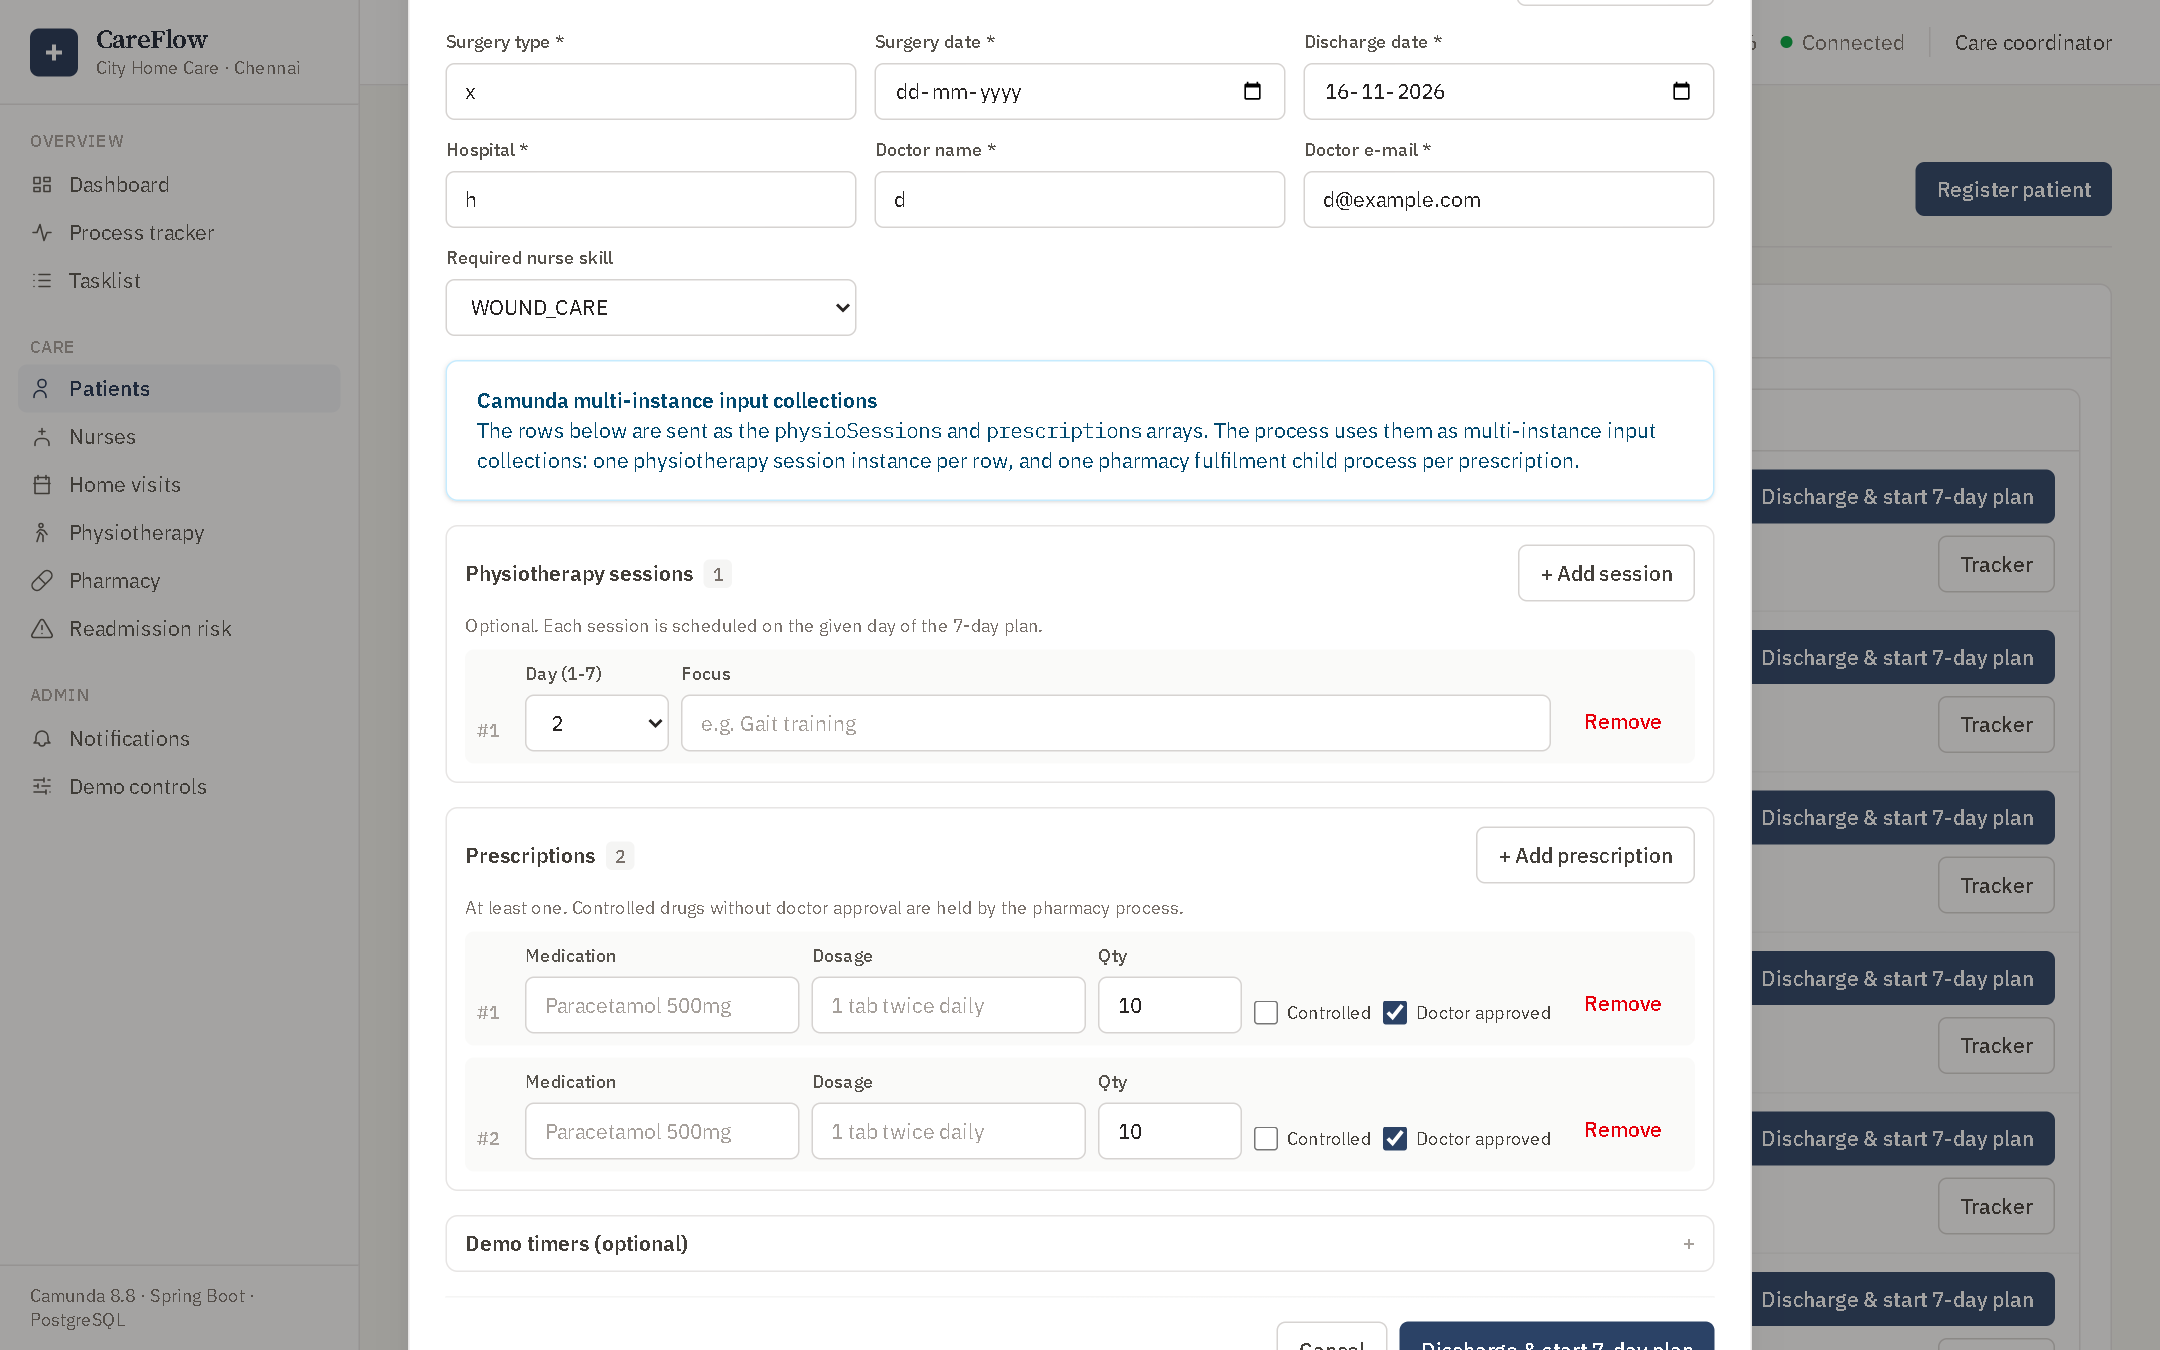 CareFlow
City Home Care · Chennai
OVERVIEW
Dashboard
Process tracker
Tasklist
CARE
Patients
Nurses
Home visits
Physiotherapy
Pharmacy
Readmission risk
ADMIN
Notifications
Demo controls
Camunda 8.8 · Spring Boot ·
PostgreSQL
Surgery type *
Surgery date *
Discharge date *
x
dd-mm-yyyy
16-11-2026
Hospital *
Doctor name *
Doctor e-mail *
h
d
d@example.com
Required nurse skill
WOUND_CARE
Camunda multi-instance input collections
The rows below are sent as the physioSessions and prescriptions arrays. The process uses them as multi-instance input
collections: one physiotherapy session instance per row, and one pharmacy fulfilment child process per prescription.
Physiotherapy sessions 1
+ Add session
Optional. Each session is scheduled on the given day of the 7-day plan.
Day (1-7)
Focus
#1
2
e.g. Gait training
Remove
Prescriptions 2
+ Add prescription
At least one. Controlled drugs without doctor approval are held by the pharmacy process.
Medication
Dosage
Qty
#1
Paracetamol 500mg
1 tab twice daily
10
Controlled
Doctor approved
Remove
Medication
Dosage
Qty
#2
Paracetamol 500mg
1 tab twice daily
10
Controlled
Doctor approved
Remove
Demo timers (optional)
+
Cancel
Discharge & start 7-day plan
Connected
Care coordinator
Register patient
Discharge & start 7-day plan
Tracker
Discharge & start 7-day plan
Tracker
Discharge & start 7-day plan
Tracker
Discharge & start 7-day plan
Tracker
Discharge & start 7-day plan
Tracker
Discharge & start 7-day plan